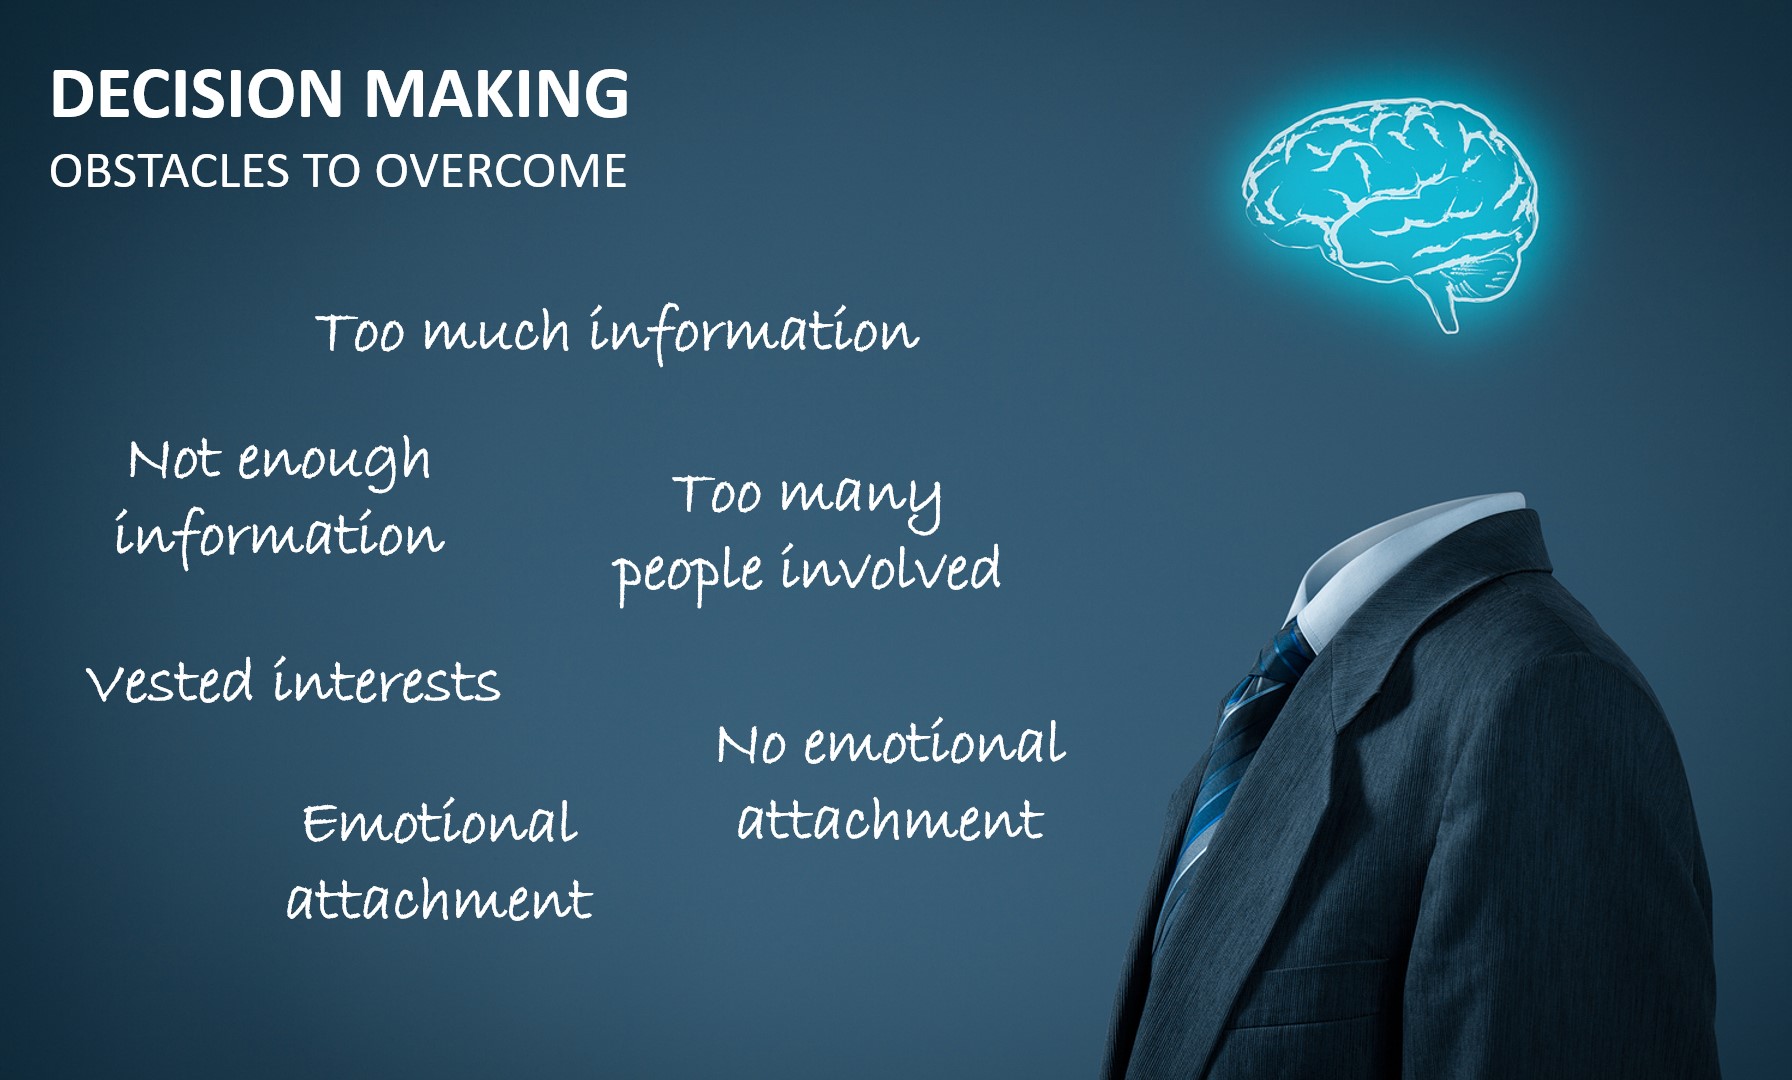 DECISION MAKING
OBSTACLES TO OVERCOME
Too much information
Not enough
information
Too many
people involved
Vested interests
No emotional
attachment
Emotional
attachment